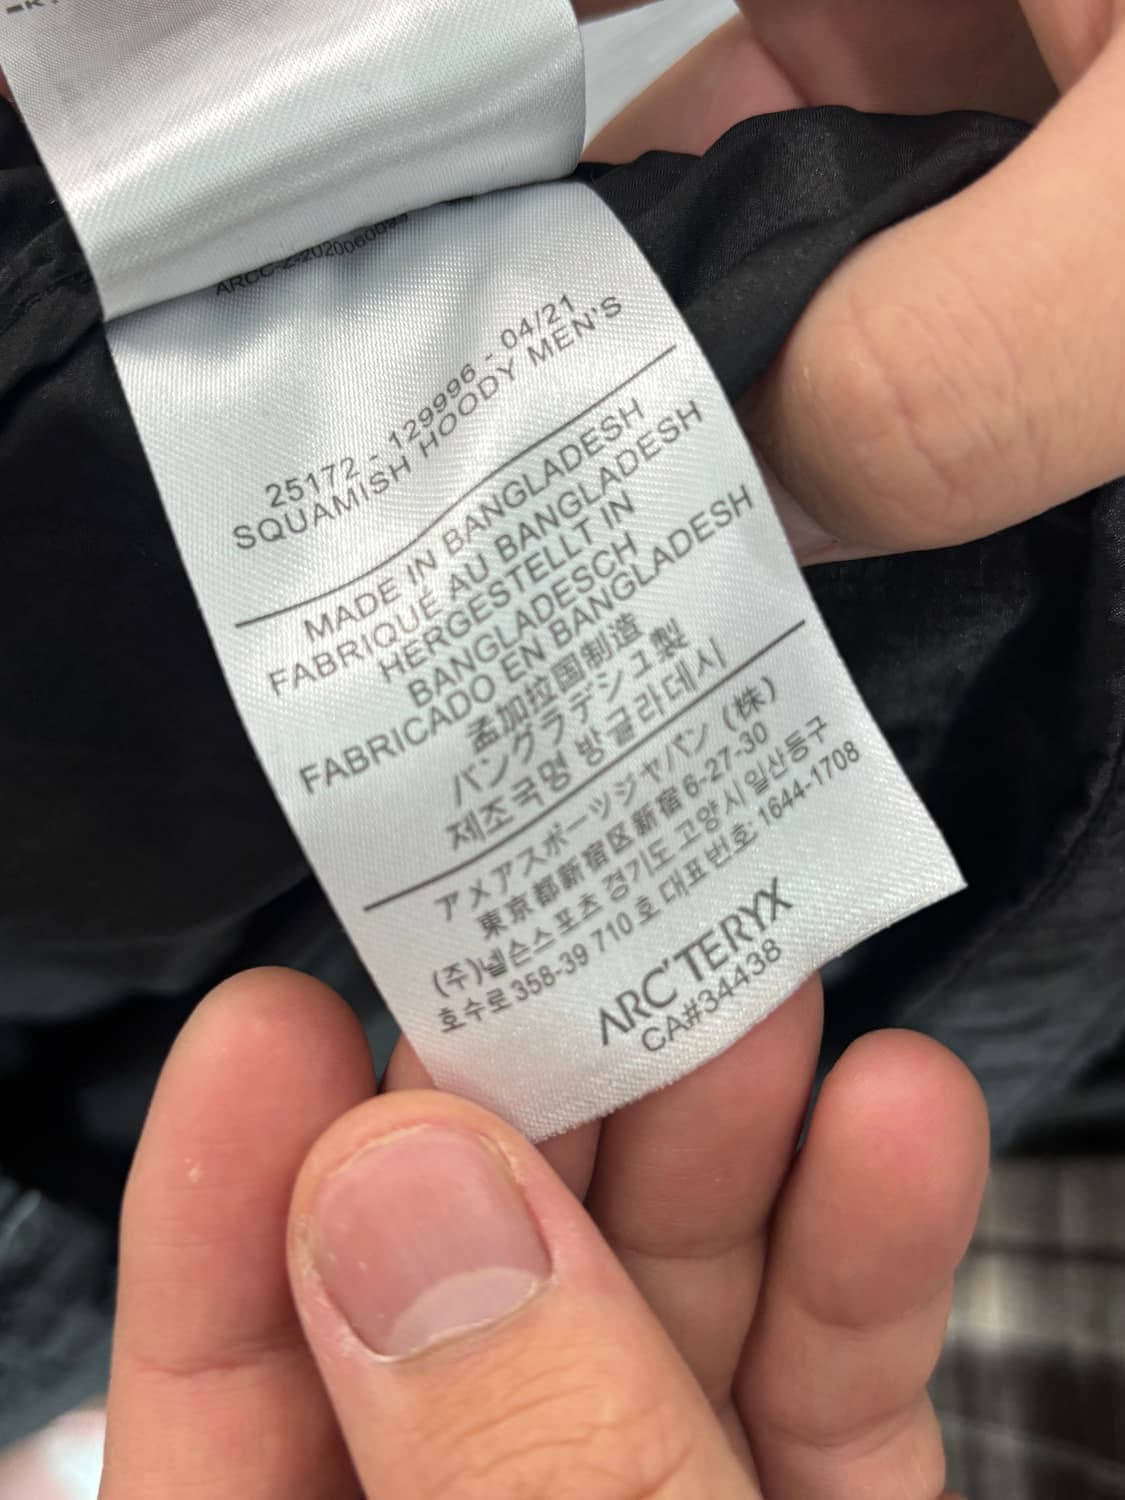 25172 - 129996 - 04/21
SQUAMISH HOODY MEN'S
MADE IN BANGLADESH
FABRIQUÉ AU BANGLADESH
HERGESTELLT IN
BANGLADESCH
FABRICADO EN BANGLADESH
孟加拉国制造
バングラデシュ製
제조국명 방글라데시
アメアスポーツジャパン (株)
東京都新宿区新宿 6-27-30
(주)넬슨스포츠 경기도 고양시일산동구
호수로 358-39 710 호 대표번호: 1644-1708
ARC'TERYX
CA#34438